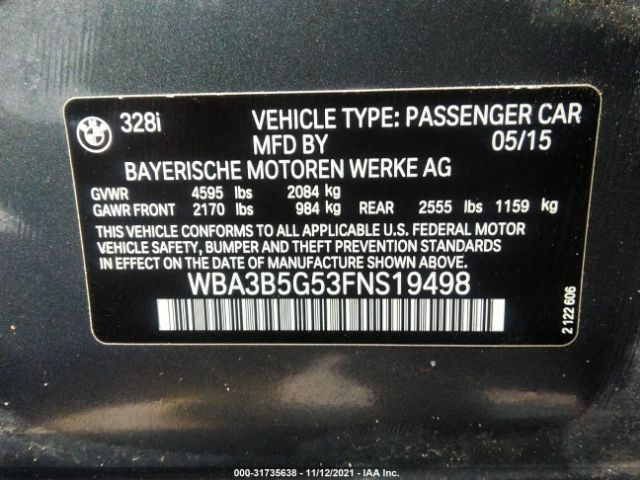 BMW 328i VEHICLE TYPE: PASSENGER CAR
MFD BY 05/15
BAYERISCHE MOTOREN WERKE AG
GVWR 4595 lbs 2084 kg
GAWR FRONT 2170 lbs 984 kg REAR 2555 lbs 1159 kg
THIS VEHICLE CONFORMS TO ALL APPLICABLE U.S. FEDERAL MOTOR
VEHICLE SAFETY, BUMPER AND THEFT PREVENTION STANDARDS
IN EFFECT ON THE DATE OF MANUFACTURE SHOWN ABOVE.
WBA3B5G53FNS19498
2 122 606
000-31735638 - 11/12/2021 - IAA Inc.